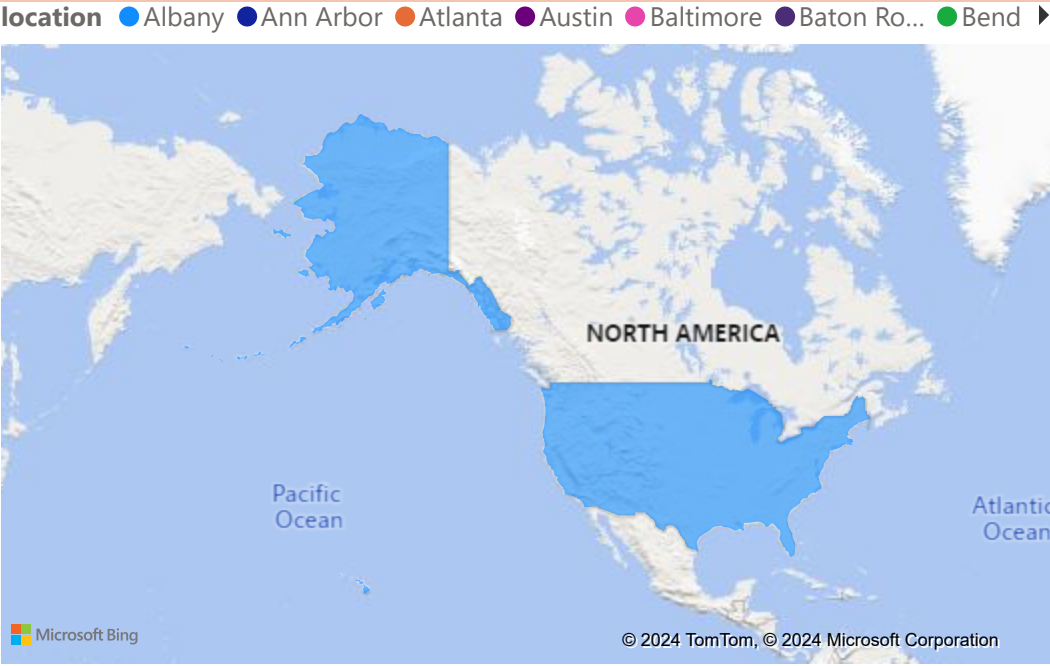 location Albany Ann Arbor Atlanta Austin Baltimore Baton Ro... Bend
NORTH AMERICA
Pacific
Ocean
Atlantic
Ocean
Microsoft Bing
© 2024 TomTom, © 2024 Microsoft Corporation